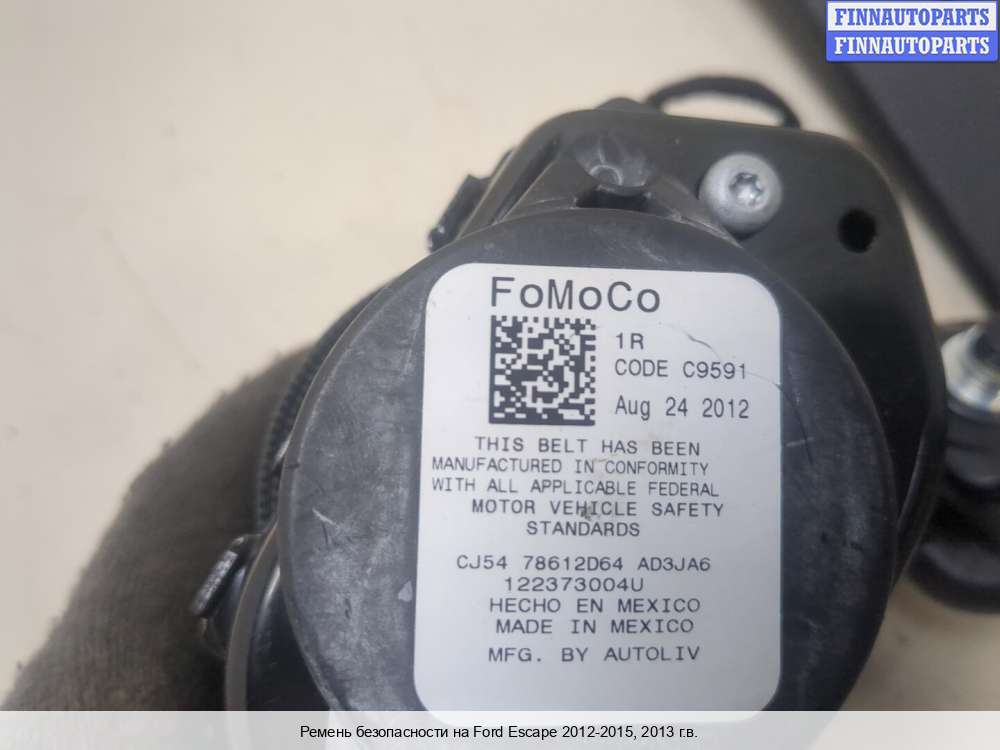 FINNAUTOPARTS
FINNAUTOPARTS
FoMoCo
1R
CODE C9591
Aug 24 2012
THIS BELT HAS BEEN
MANUFACTURED IN CONFORMITY
WITH ALL APPLICABLE FEDERAL
MOTOR VEHICLE SAFETY
STANDARDS
CJ54 78612D64 AD3JA6
122373004U
HECHO EN MEXICO
MADE IN MEXICO
MFG. BY AUTOLIV
Ремень безопасности на Ford Escape 2012-2015, 2013 г.в.